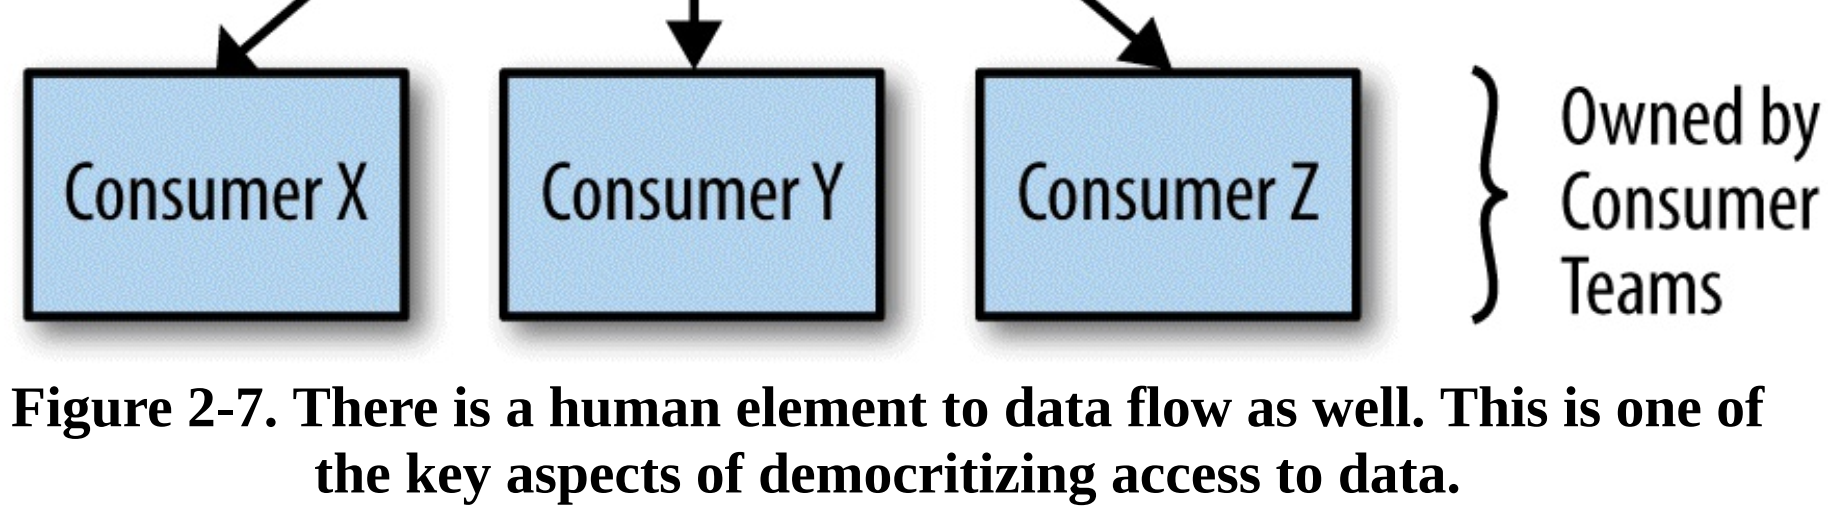 Consumer X
Consumer Y
Consumer Z
Owned by
Consumer
Teams
Figure 2-7. There is a human element to data flow as well. This is one of
the key aspects of democritizing access to data.